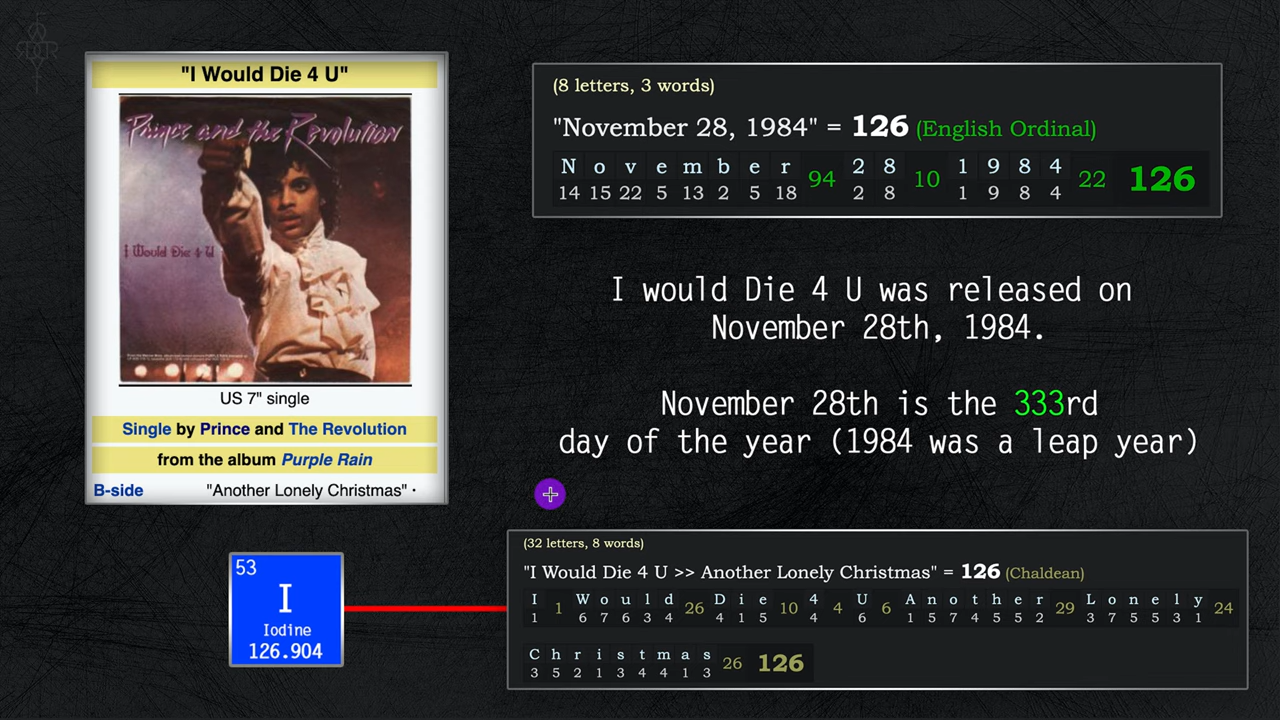 "I Would Die 4 U"
Prince and the Revolution
I Would Die 4 U
US 7" single
Single by Prince and The Revolution
from the album Purple Rain
B-side "Another Lonely Christmas" ·
(8 letters, 3 words)
"November 28, 1984" = 126 (English Ordinal)
N o v e m b e r 94 2 8 10 1 9 8 4 22 126
14 15 22 5 13 2 5 18 2 8 1 9 8 4
I would Die 4 U was released on
November 28th, 1984.
November 28th is the 333rd
day of the year (1984 was a leap year)
53
I
Iodine
126.904
(32 letters, 8 words)
"I Would Die 4 U >> Another Lonely Christmas" = 126 (Chaldean)
I 1 W o u l d 26 D i e 10 4 4 U 6 A n o t h e r 29 L o n e l y 24
1 6 7 6 3 4 4 1 5 4 6 1 5 7 4 5 5 2 3 7 5 5 3 1
C h r i s t m a s 26 126
3 5 2 1 3 4 4 1 3